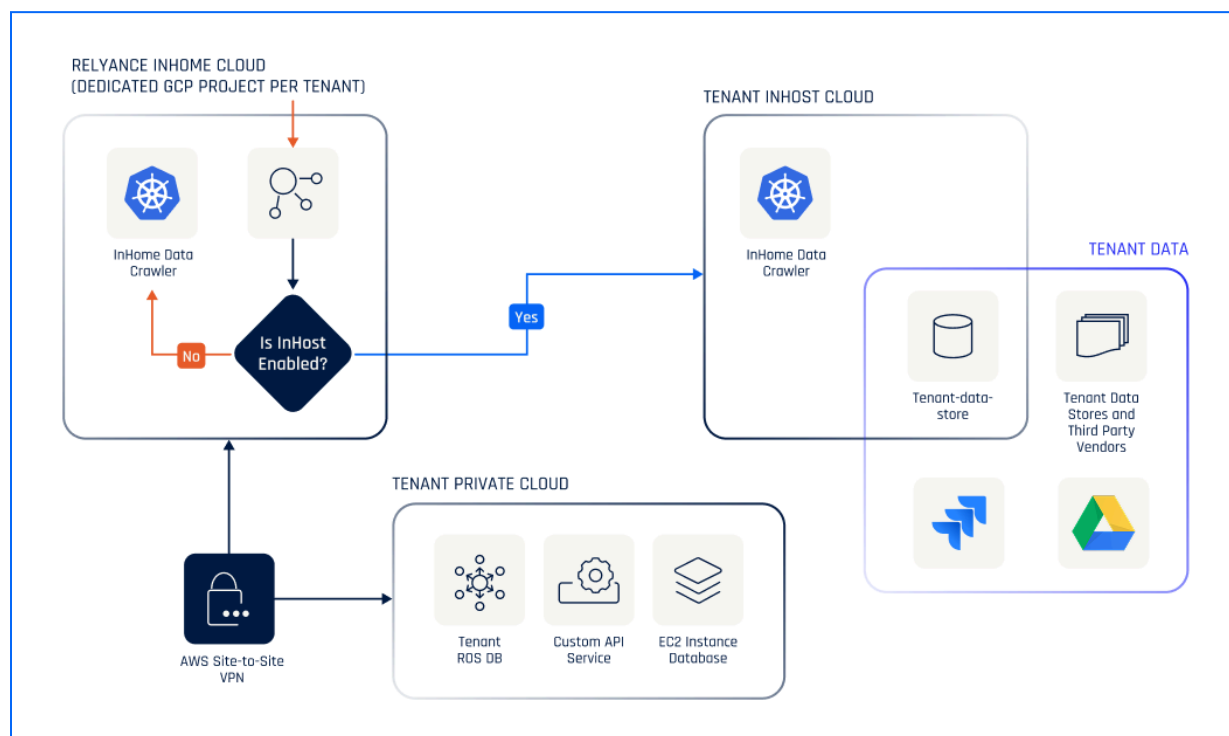 RELYANCE INHOME CLOUD
(DEDICATED GCP PROJECT PER TENANT)
TENANT INHOST CLOUD
InHome Data
Crawler
InHome Data
Crawler
TENANT DATA
Yes
Is InHost
Enabled?
No
Tenant-data-
store
Tenant Data
Stores and
Third Party
Vendors
TENANT PRIVATE CLOUD
Tenant
ROS DB
Custom API
Service
EC2 Instance
Database
AWS Site-to-Site
VPN